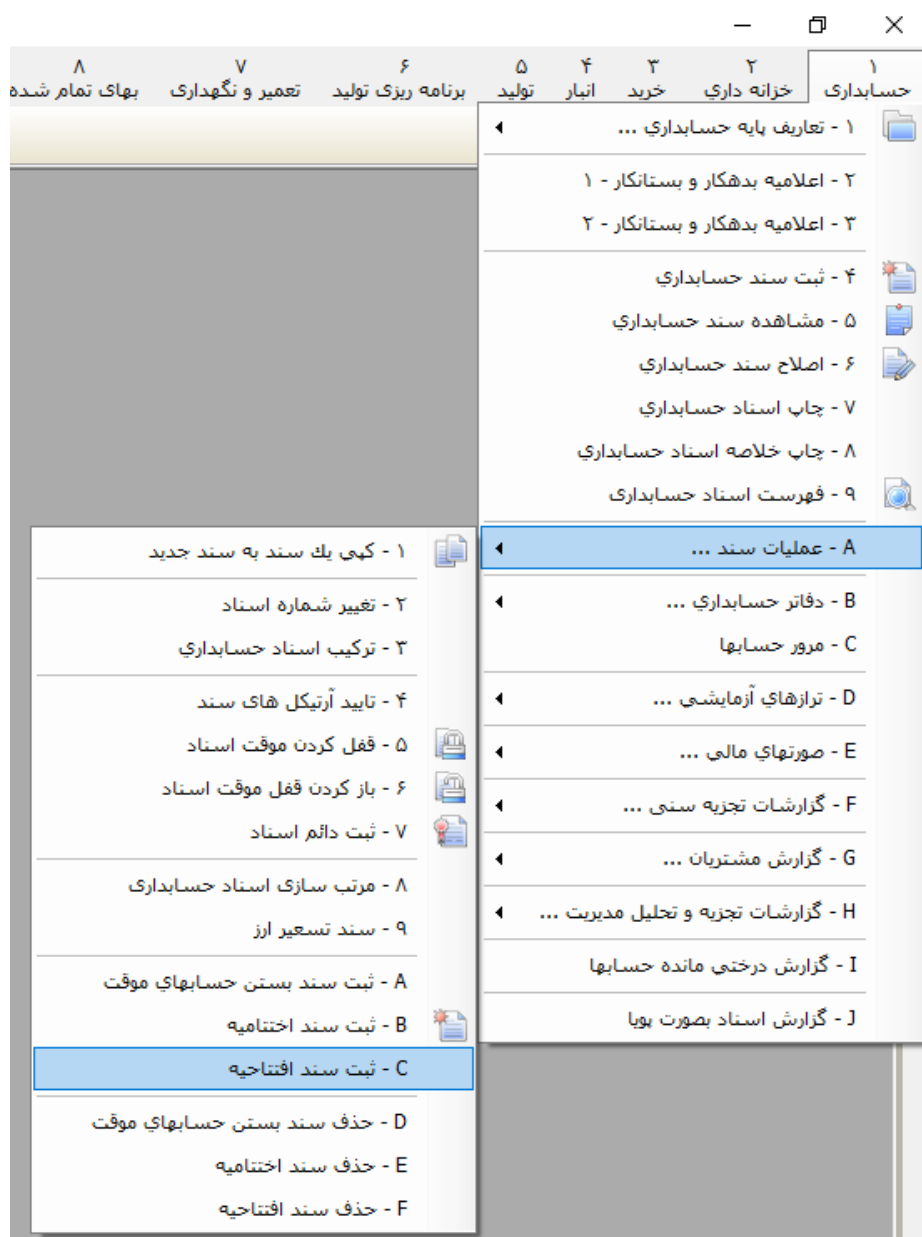 ۱ ۲ ۳ ۴ ۵ ۶ ۷ ۸
حسابداری خزانه داري خرید انبار تولید برنامه ریزی تولید تعمیر و نگهداری بهای تمام شده
۱ - تعاریف پایه حسابداري ...
۲ - اعلامیه بدهکار و بستانکار - ۱
۳ - اعلامیه بدهکار و بستانکار - ۲
۴ - ثبت سند حسابداري
۵ - مشاهده سند حسابداري
۶ - اصلاح سند حسابداري
۷ - چاپ اسناد حسابداري
۸ - چاپ خلاصه اسناد حسابداري
۹ - فهرست اسناد حسابداری
A - عملیات سند ...
B - دفاتر حسابداري ...
C - مرور حسابها
D - ترازهاي آزمایشي ...
E - صورتهاي مالي ...
F - گزارشات تجزیه سنی ...
G - گزارش مشتریان ...
H - گزارشات تجزیه و تحلیل مدیریت ...
I - گزارش درختي مانده حسابها
J - گزارش اسناد بصورت پویا
۱ - کپي یك سند به سند جدید
۲ - تغییر شماره اسناد
۳ - ترکیب اسناد حسابداري
۴ - تایید آرتیکل های سند
۵ - قفل کردن موقت اسناد
۶ - باز کردن قفل موقت اسناد
۷ - ثبت دائم اسناد
۸ - مرتب سازی اسناد حسابداری
۹ - سند تسعیر ارز
A - ثبت سند بستن حسابهاي موقت
B - ثبت سند اختتامیه
C - ثبت سند افتتاحیه
D - حذف سند بستن حسابهاي موقت
E - حذف سند اختتامیه
F - حذف سند افتتاحیه